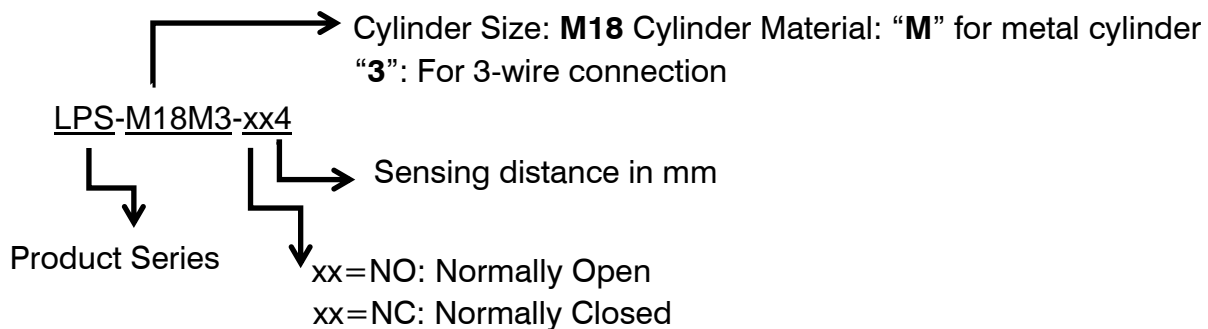 Cylinder Size: M18 Cylinder Material: “M” for metal cylinder
“3”: For 3-wire connection
LPS-M18M3-xx4
Sensing distance in mm
Product Series
xx=NO: Normally Open
xx=NC: Normally Closed